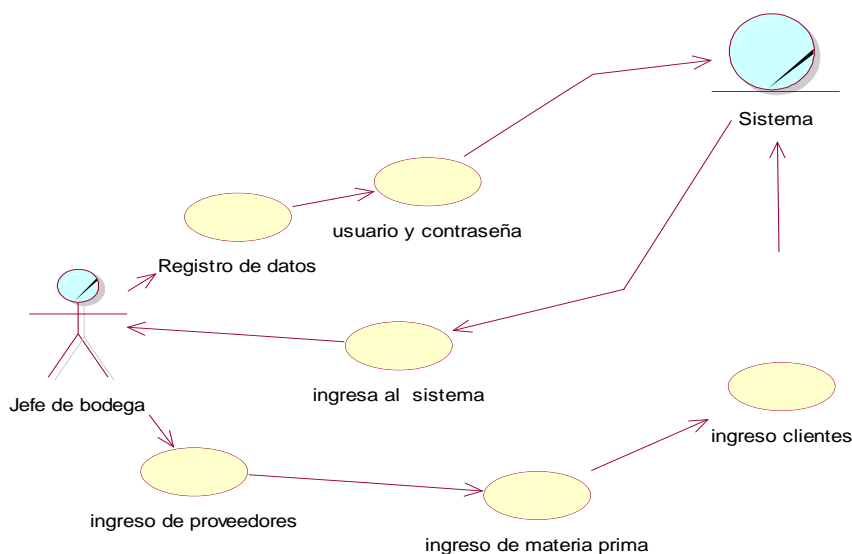 Sistema
usuario y contraseña
Registro de datos
ingresa al sistema
Jefe de bodega
ingreso clientes
ingreso de proveedores
ingreso de materia prima